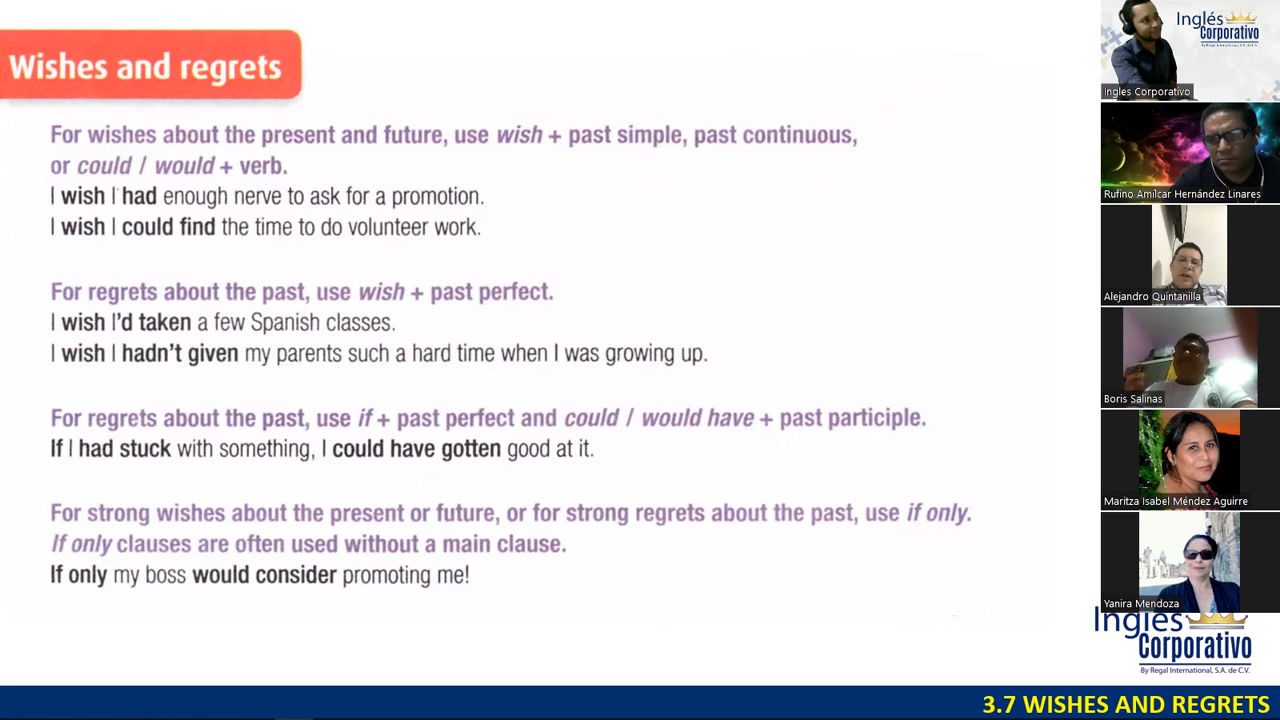 Wishes and regrets
For wishes about the present and future, use wish + past simple, past continuous,
or could / would + verb.
I wish I had enough nerve to ask for a promotion.
I wish I could find the time to do volunteer work.
For regrets about the past, use wish + past perfect.
I wish I'd taken a few Spanish classes.
I wish I hadn't given my parents such a hard time when I was growing up.
For regrets about the past, use if + past perfect and could / would have + past participle.
If I had stuck with something, I could have gotten good at it.
For strong wishes about the present or future, or for strong regrets about the past, use if only.
If only clauses are often used without a main clause.
If only my boss would consider promoting me!
Inglés
Corporativo
By Regal International, S.A. de C.V.
Ingles Corporativo
Rufino Amílcar Hernández Linares
Alejandro Quintanilla
Boris Salinas
Maritza Isabel Méndez Aguirre
Yanira Mendoza
Inglés
Corporativo
By Regal International, S.A. de C.V.
3.7 WISHES AND REGRETS